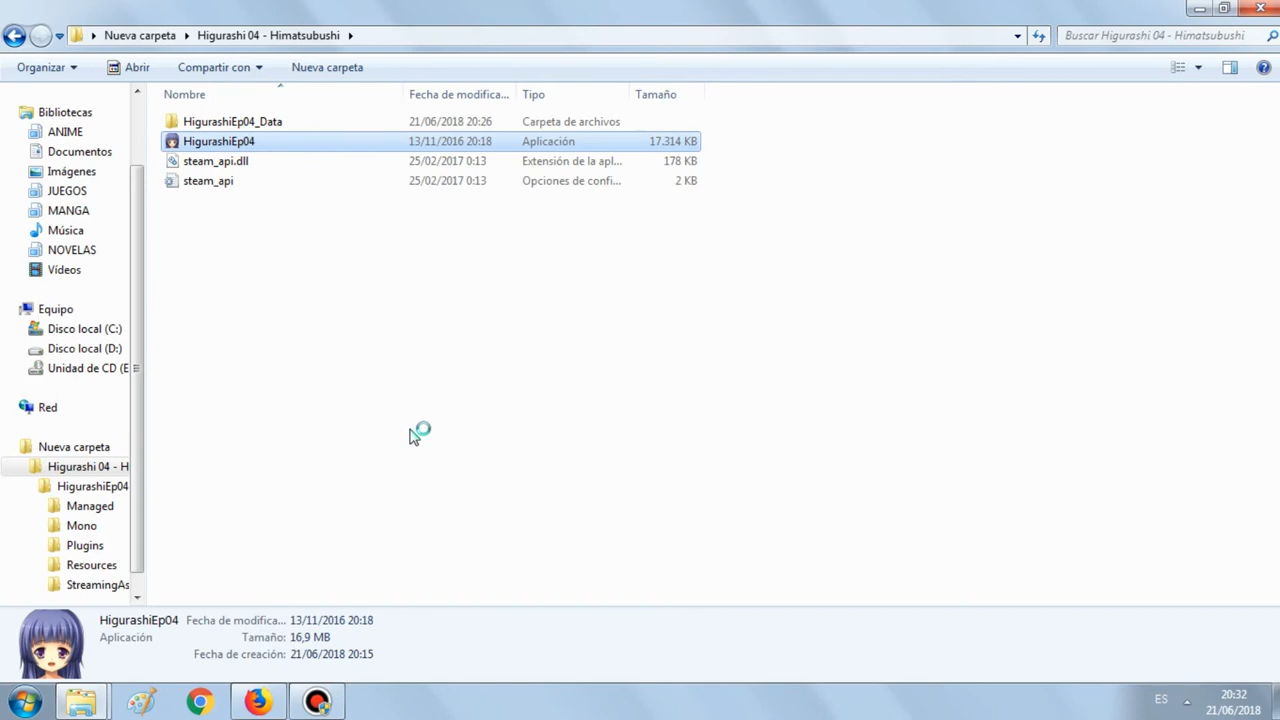 Nueva carpeta Higurashi 04 - Himatsubushi
Buscar Higurashi 04 - Himatsubushi
Organizar Abrir Compartir con Nueva carpeta
Nombre Fecha de modifica... Tipo Tamaño
HigurashiEp04_Data 21/06/2018 20:26 Carpeta de archivos
HigurashiEp04 13/11/2016 20:18 Aplicación 17.314 KB
steam_api.dll 25/02/2017 0:13 Extensión de la apl... 178 KB
steam_api 25/02/2017 0:13 Opciones de confi... 2 KB
Bibliotecas
ANIME
Documentos
Imágenes
JUEGOS
MANGA
Música
NOVELAS
Vídeos
Equipo
Disco local (C:)
Disco local (D:)
Unidad de CD (E
Red
Nueva carpeta
Higurashi 04 - H
HigurashiEp04
Managed
Mono
Plugins
Resources
StreamingAs
HigurashiEp04 Fecha de modifica... 13/11/2016 20:18
Aplicación Tamaño: 16,9 MB
Fecha de creación: 21/06/2018 20:15
ES
20:32
21/06/2018